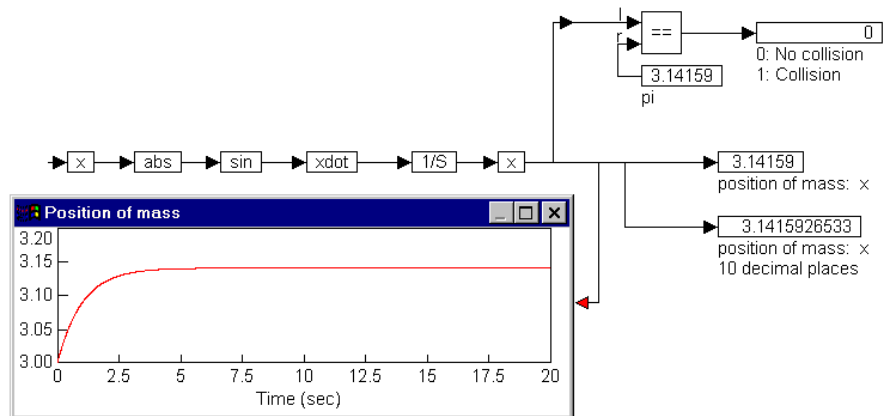 l
r
==
0
0: No collision
1: Collision
3.14159
pi
x
abs
sin
xdot
1/S
x
3.14159
position of mass: x
3.1415926533
position of mass: x
10 decimal places
Position of mass
3.20
3.15
3.10
3.05
3.00
0 2.5 5 7.5 10 12.5 15 17.5 20
Time (sec)